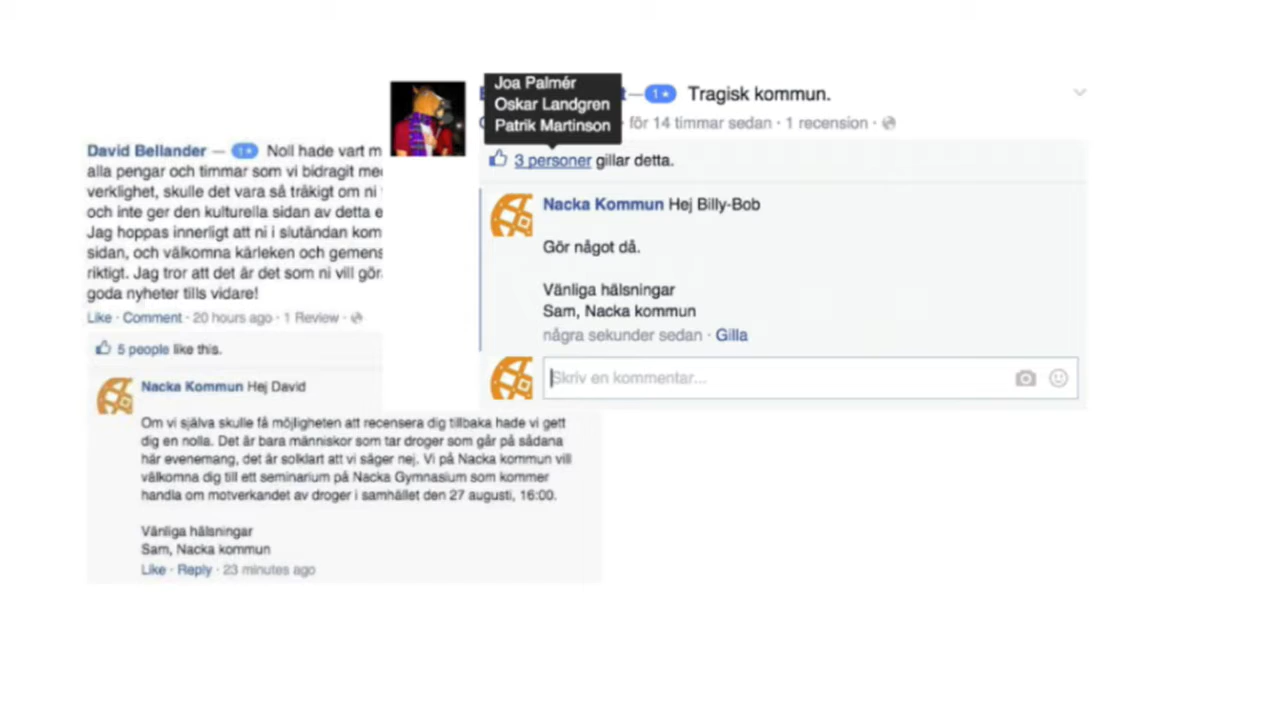 David Bellander — 1★ Noll hade vart m
alla pengar och timmar som vi bidragit med
verklighet, skulle det vara så tråkigt om ni
och inte ger den kulturella sidan av detta e
Jag hoppas innerligt att ni i slutändan kom
sidan, och välkomna kärleken och gemens
riktigt. Jag tror att det är det som ni vill gör
goda nyheter tills vidare!
Like · Comment · 20 hours ago · 1 Review ·
5 people like this.
Nacka Kommun Hej David
Om vi själva skulle få möjligheten att recensera dig tillbaka hade vi gett
dig en nolla. Det är bara människor som tar droger som går på sådana
här evenemang, det är solklart att vi säger nej. Vi på Nacka kommun vill
välkomna dig till ett seminarium på Nacka Gymnasium som kommer
handla om motverkandet av droger i samhället den 27 augusti, 16:00.
Vänliga hälsningar
Sam, Nacka kommun
Like · Reply · 23 minutes ago
Joa Palmér
Oskar Landgren
Patrik Martinson
— 1★ Tragisk kommun.
för 14 timmar sedan · 1 recension ·
3 personer gillar detta.
Nacka Kommun Hej Billy-Bob
Gör något då.
Vänliga hälsningar
Sam, Nacka kommun
några sekunder sedan · Gilla
Skriv en kommentar...